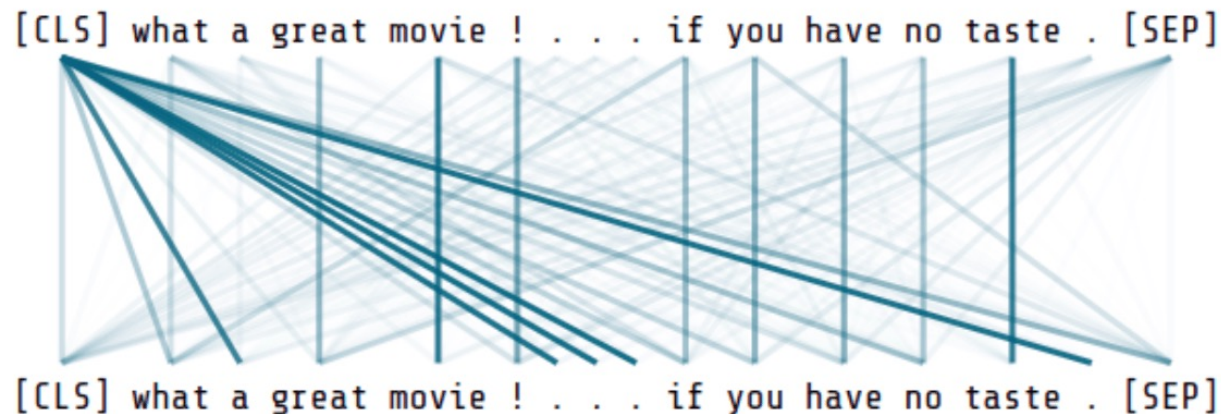 [CLS] what a great movie ! . . . if you have no taste . [SEP]
[CLS] what a great movie ! . . . if you have no taste . [SEP]